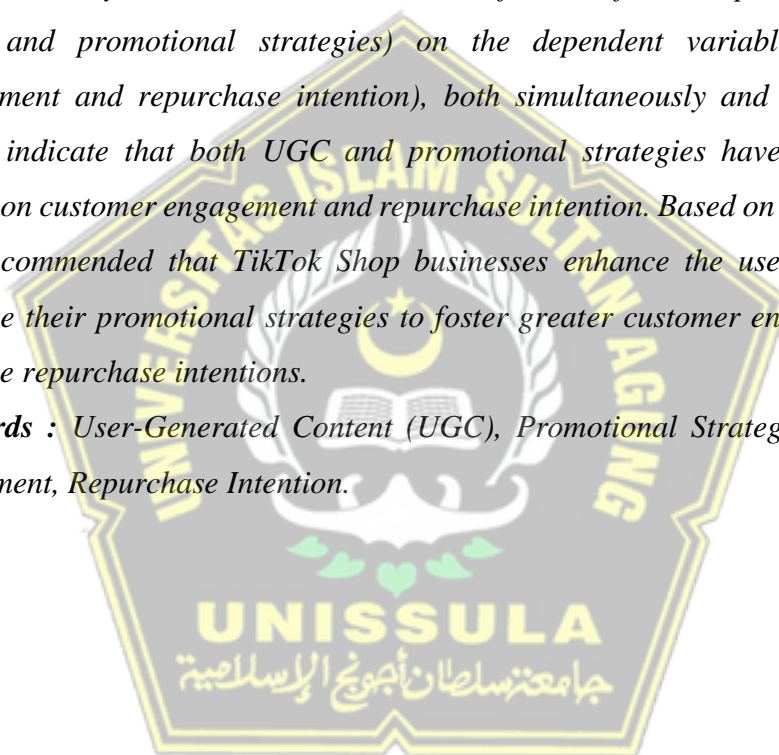 and promotional strategies) on the dependent
ment and repurchase intention), both simultaneously and
indicate that both UGC and promotional strategies have
on customer engagement and repurchase intention. Based on
commended that TikTok Shop businesses enhance the use
e their promotional strategies to foster greater customer en
e repurchase intentions.
rds : User-Generated Content (UGC), Promotional Strateg
ment, Repurchase Intention.
UNIVERSITAS ISLAM SULTAN AGUNG
UNISSULA
جامعتنسلطان أجونج الإسلامية